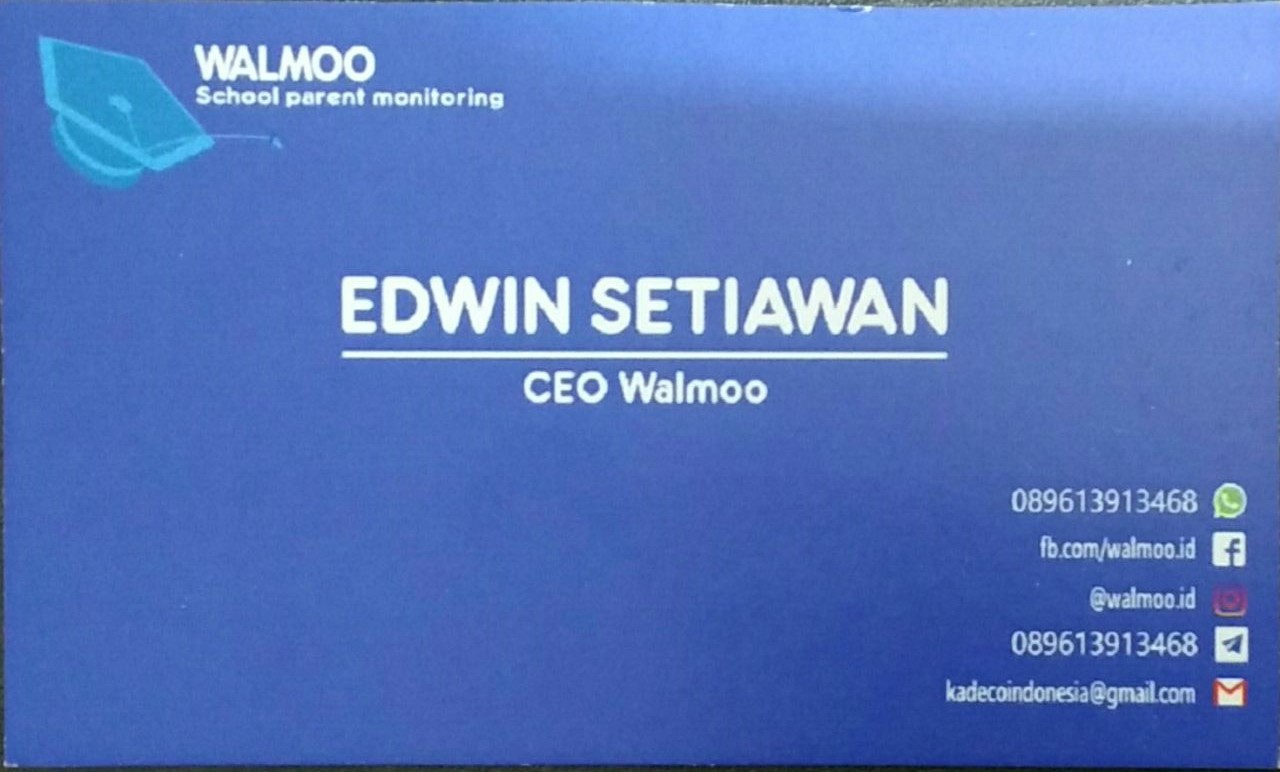 WALMOO
School parent monitoring
EDWIN SETIAWAN
CEO Walmoo
089613913468
fb.com/walmoo.id
@walmoo.id
089613913468
kadecoindonesia@gmail.com